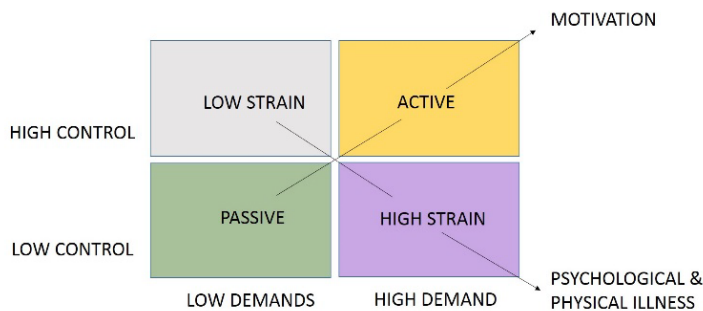 MOTIVATION
LOW STRAIN
ACTIVE
HIGH CONTROL
PASSIVE
HIGH STRAIN
LOW CONTROL
PSYCHOLOGICAL &
PHYSICAL ILLNESS
LOW DEMANDS
HIGH DEMAND